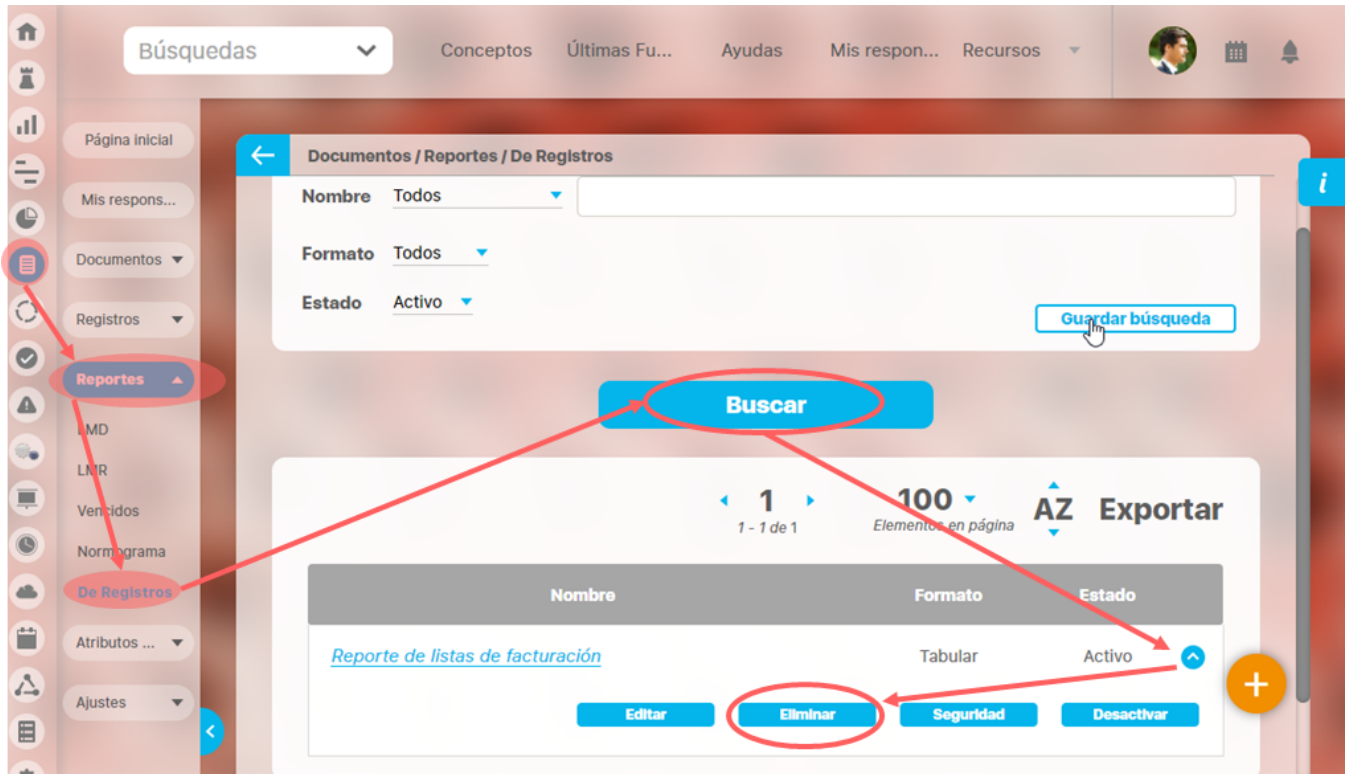 Búsquedas
Conceptos
Últimas Fu...
Ayudas
Mis respon...
Recursos
Página inicial
Mis respons...
Documentos
Registros
Reportes
LMD
LMR
Vencidos
Normograma
De Registros
Atributos ...
Ajustes
Documentos / Reportes / De Registros
i
Nombre Todos
Formato Todos
Estado Activo
Guardar búsqueda
Buscar
1
1 - 1 de 1
100
Elementos en página
AZ
Exportar
Nombre Formato Estado
Reporte de listas de facturación Tabular Activo
Editar Eliminar Seguridad Desactivar
+